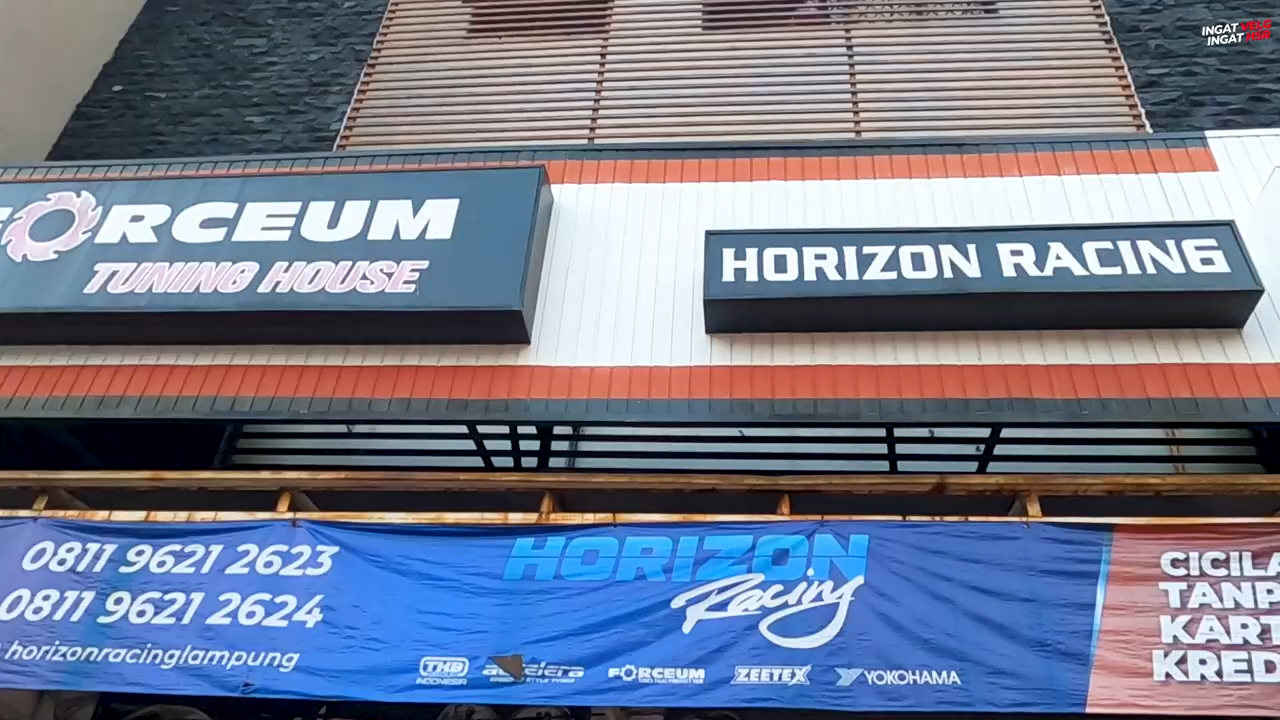 INGAT VELG
INGAT HSR
FORCEUM
TUNING HOUSE
HORIZON RACING
0811 9621 2623
0811 9621 2624
horizonracinglampung
HORIZON
Racing
INDONESIA
accelera
FORCEUM
ZEETEX
YOKOHAMA
CICILA
TANP
KART
KRED